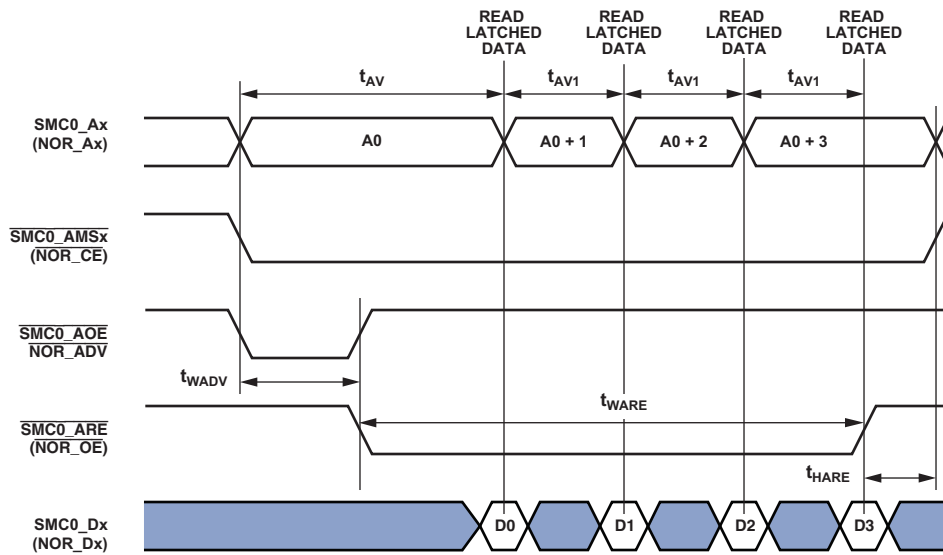 READ LATCHED DATA
READ LATCHED DATA
READ LATCHED DATA
READ LATCHED DATA
tAV
tAV1
tAV1
tAV1
SMC0_Ax
(NOR_Ax)
A0
A0 + 1
A0 + 2
A0 + 3
SMC0_AMSx
(NOR_CE)
SMC0_AOE
NOR_ADV
tWADV
SMC0_ARE
(NOR_OE)
tWARE
tHARE
SMC0_Dx
(NOR_Dx)
D0
D1
D2
D3